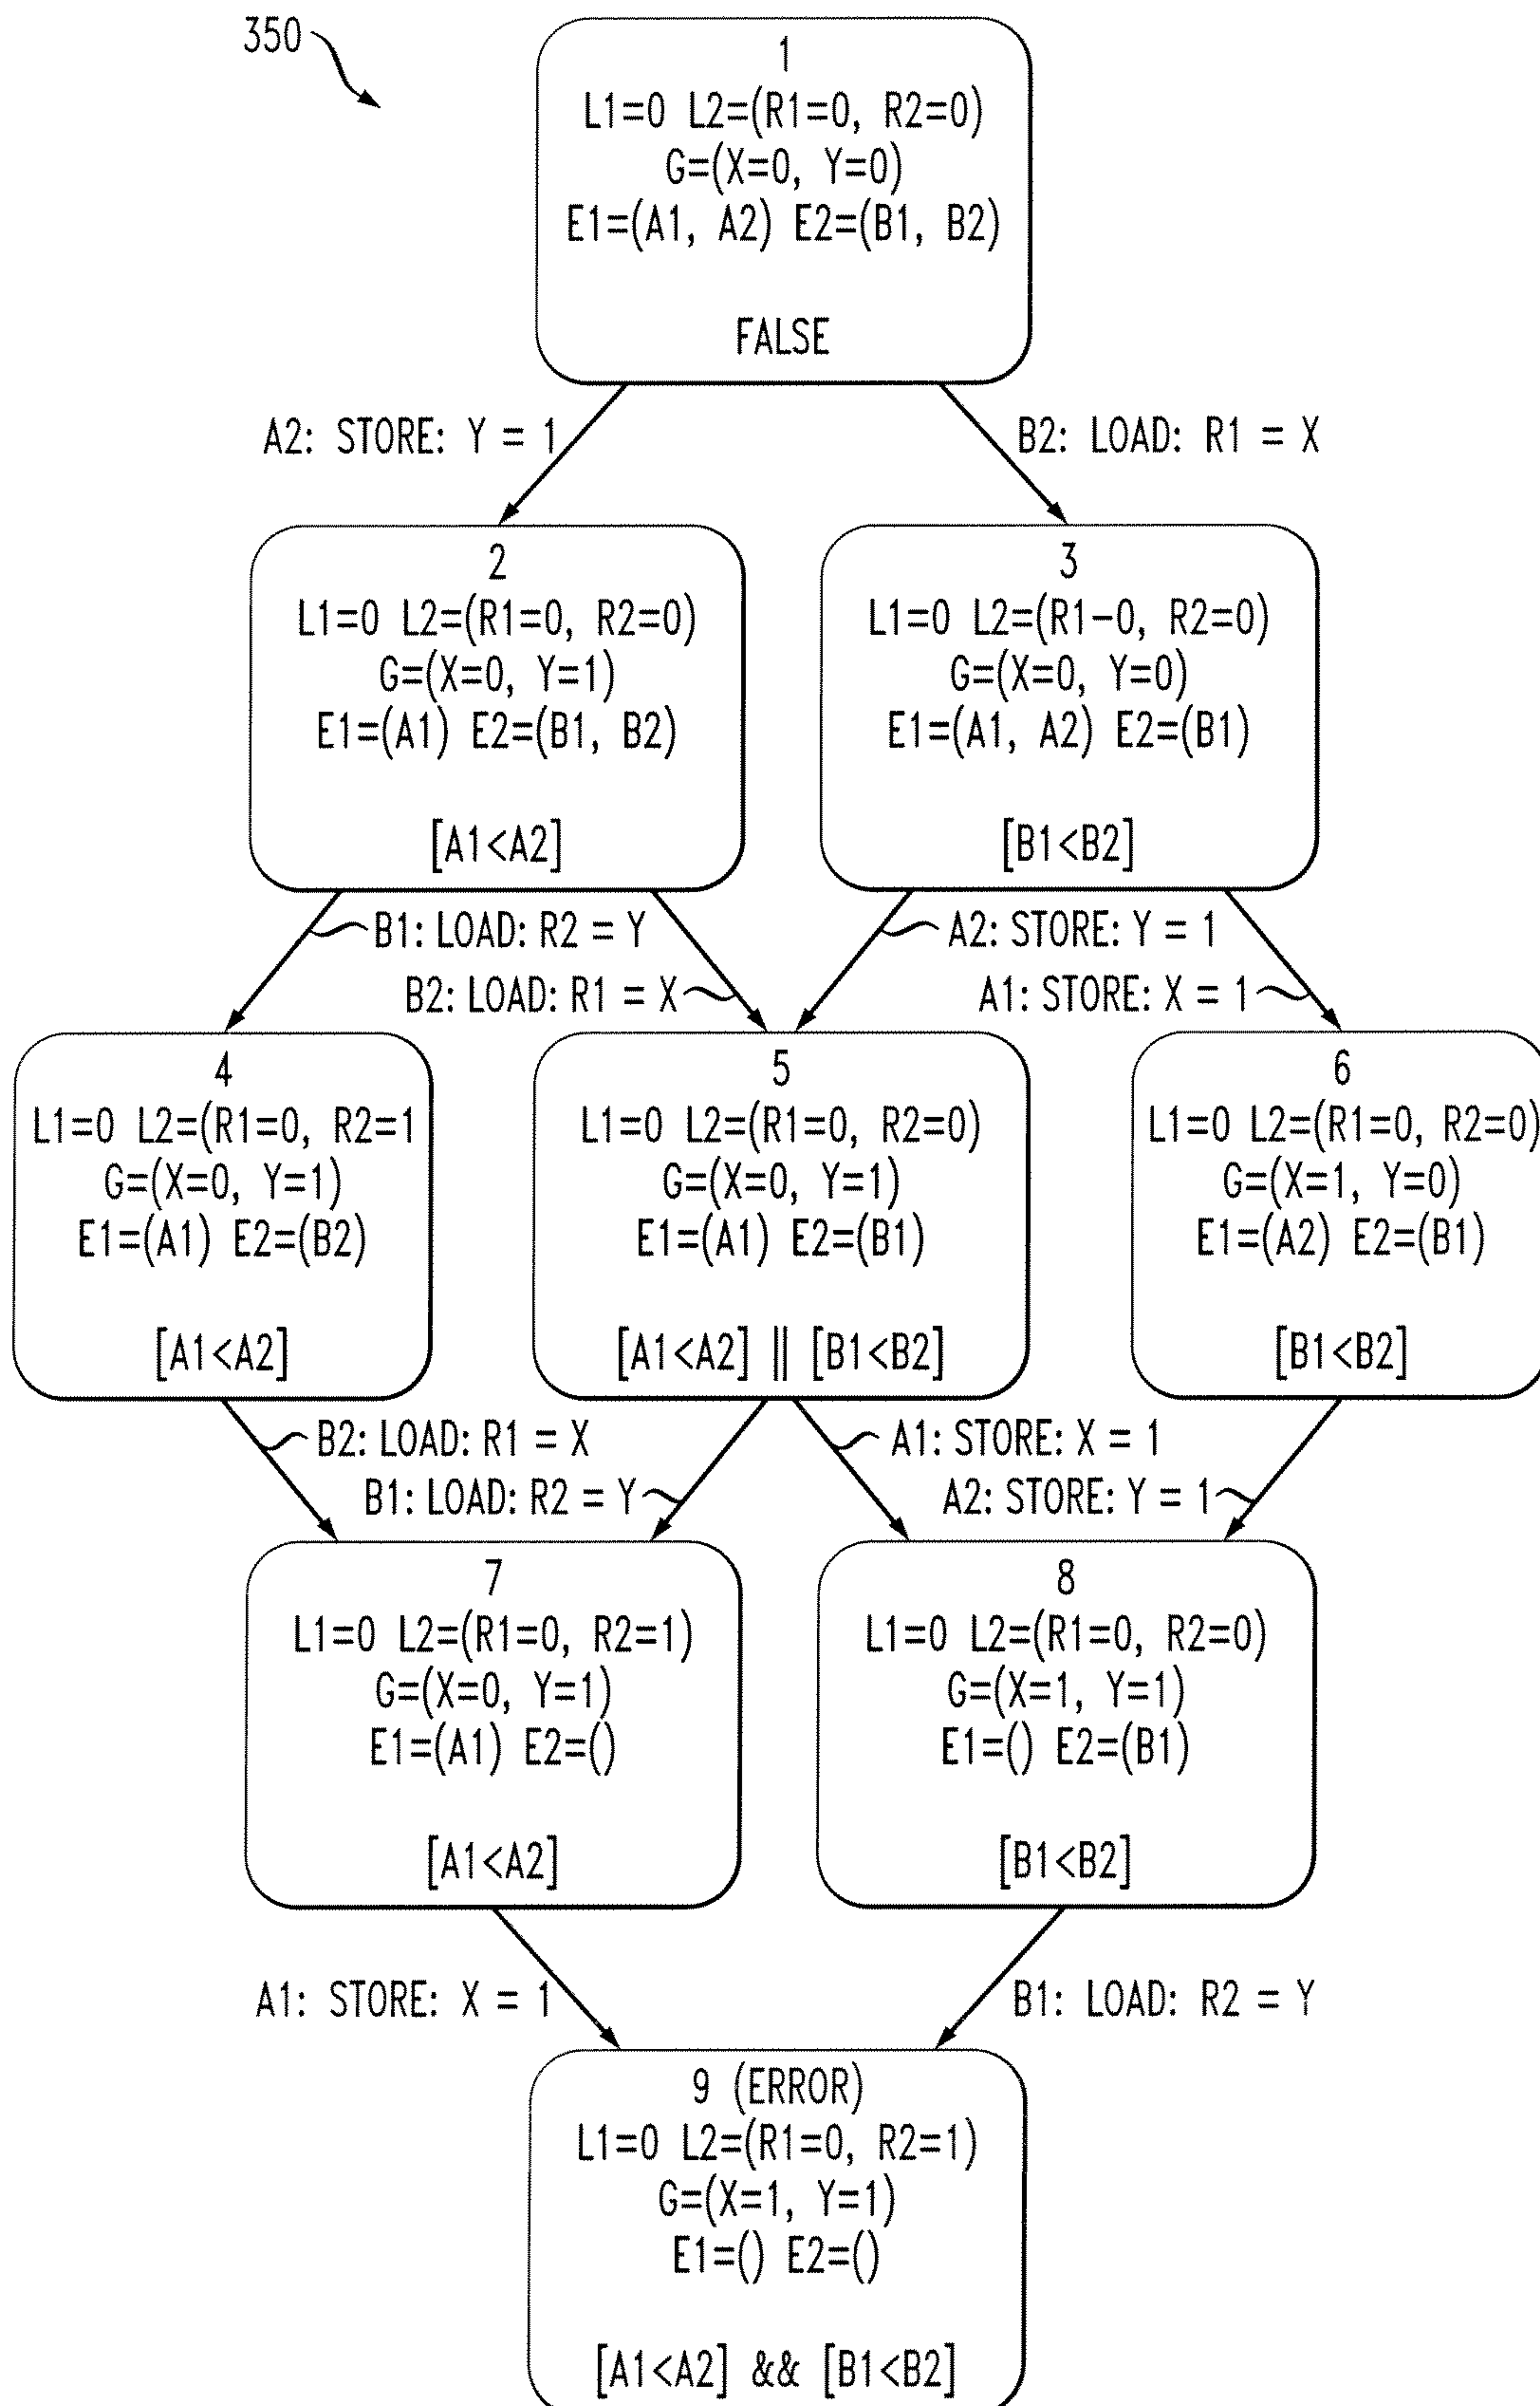 350
1
L1=0 L2=(R1=0, R2=0)
G=(X=0, Y=0)
E1=(A1, A2) E2=(B1, B2)
FALSE
A2: STORE: Y = 1
B2: LOAD: R1 = X
2
L1=0 L2=(R1=0, R2=0)
G=(X=0, Y=1)
E1=(A1) E2=(B1, B2)
[A1<A2]
3
L1=0 L2=(R1-0, R2=0)
G=(X=0, Y=0)
E1=(A1, A2) E2=(B1)
[B1<B2]
B1: LOAD: R2 = Y
B2: LOAD: R1 = X
A2: STORE: Y = 1
A1: STORE: X = 1
4
L1=0 L2=(R1=0, R2=1
G=(X=0, Y=1)
E1=(A1) E2=(B2)
[A1<A2]
5
L1=0 L2=(R1=0, R2=0)
G=(X=0, Y=1)
E1=(A1) E2=(B1)
[A1<A2] || [B1<B2]
6
L1=0 L2=(R1=0, R2=0)
G=(X=1, Y=0)
E1=(A2) E2=(B1)
[B1<B2]
B2: LOAD: R1 = X
B1: LOAD: R2 = Y
A1: STORE: X = 1
A2: STORE: Y = 1
7
L1=0 L2=(R1=0, R2=1)
G=(X=0, Y=1)
E1=(A1) E2=()
[A1<A2]
8
L1=0 L2=(R1=0, R2=0)
G=(X=1, Y=1)
E1=() E2=(B1)
[B1<B2]
A1: STORE: X = 1
B1: LOAD: R2 = Y
9 (ERROR)
L1=0 L2=(R1=0, R2=1)
G=(X=1, Y=1)
E1=() E2=()
[A1<A2] && [B1<B2]